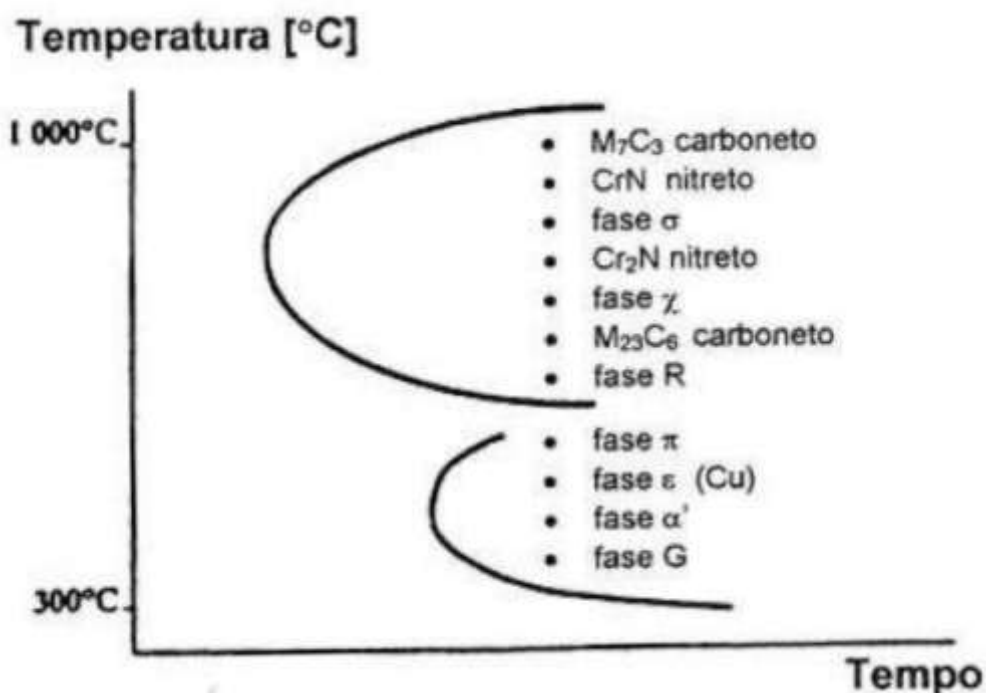 Temperatura [°C]
1 000°C
• M₇C₃ carboneto
• CrN nitreto
• fase σ
• Cr₂N nitreto
• fase χ
• M₂₃C₆ carboneto
• fase R
• fase π
• fase ε (Cu)
• fase α'
• fase G
300°C
Tempo